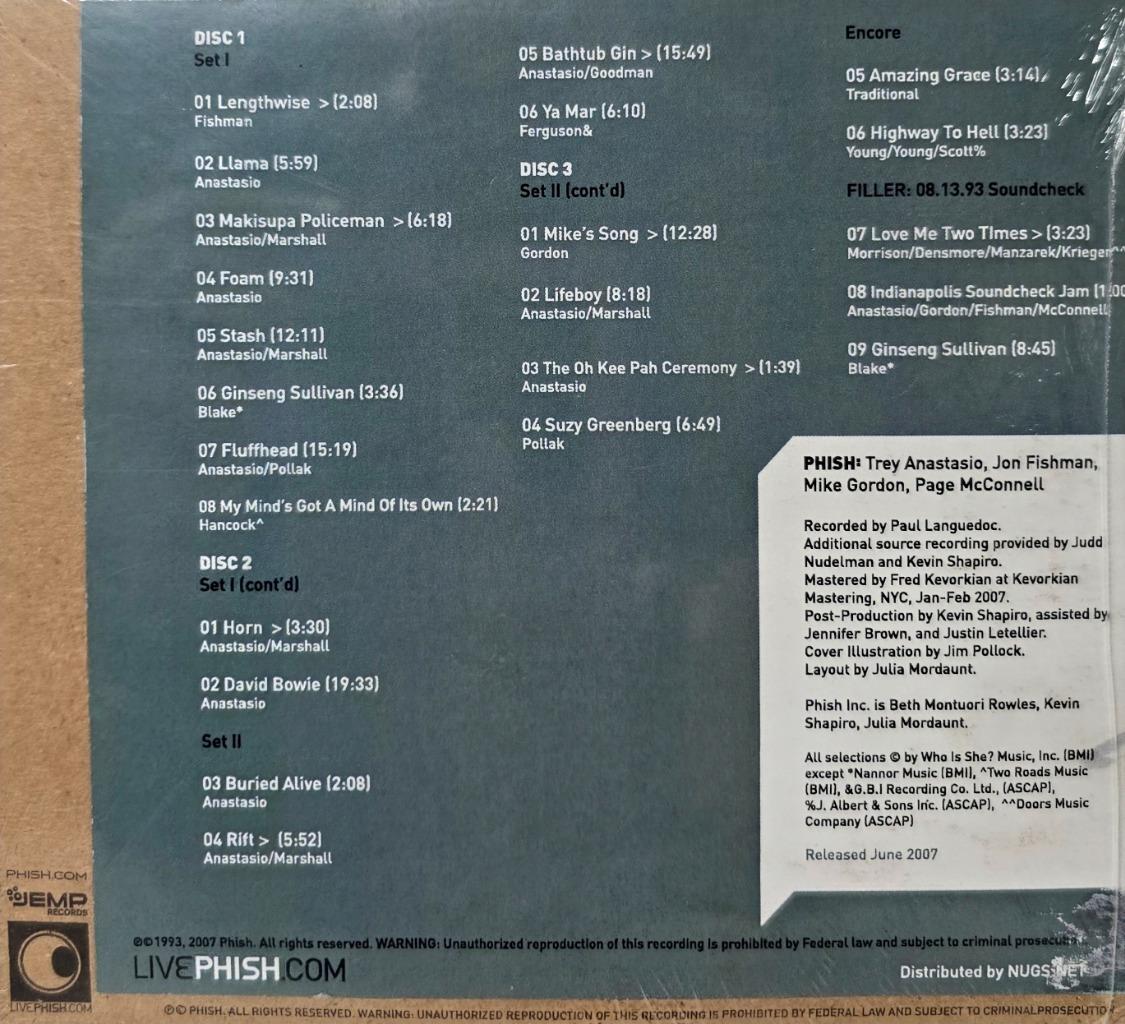 DISC 1
Set I
01 Lengthwise > (2:08)
Fishman
02 Llama (5:59)
Anastasio
03 Makisupa Policeman > (6:18)
Anastasio/Marshall
04 Foam (9:31)
Anastasio
05 Stash (12:11)
Anastasio/Marshall
06 Ginseng Sullivan (3:36)
Blake*
07 Fluffhead (15:19)
Anastasio/Pollak
08 My Mind's Got A Mind Of Its Own (2:21)
Hancock^
DISC 2
Set I (cont'd)
01 Horn > (3:30)
Anastasio/Marshall
02 David Bowie (19:33)
Anastasio
Set II
03 Buried Alive (2:08)
Anastasio
04 Rift > (5:52)
Anastasio/Marshall
05 Bathtub Gin > (15:49)
Anastasio/Goodman
06 Ya Mar (6:10)
Ferguson&
DISC 3
Set II (cont'd)
01 Mike's Song > (12:28)
Gordon
02 Lifeboy (8:18)
Anastasio/Marshall
03 The Oh Kee Pah Ceremony > (1:39)
Anastasio
04 Suzy Greenberg (6:49)
Pollak
Encore
05 Amazing Grace (3:14)
Traditional
06 Highway To Hell (3:23)
Young/Young/Scott%
FILLER: 08.13.93 Soundcheck
07 Love Me Two TImes > (3:23)
Morrison/Densmore/Manzarek/Krieger^^
08 Indianapolis Soundcheck Jam
Anastasio/Gordon/Fishman/McConnell
09 Ginseng Sullivan (8:45)
Blake*
PHISH: Trey Anastasio, Jon Fishman,
Mike Gordon, Page McConnell
Recorded by Paul Languedoc.
Additional source recording provided by Judd
Nudelman and Kevin Shapiro.
Mastered by Fred Kevorkian at Kevorkian
Mastering, NYC, Jan-Feb 2007.
Post-Production by Kevin Shapiro, assisted by
Jennifer Brown, and Justin Letellier.
Cover Illustration by Jim Pollock.
Layout by Julia Mordaunt.
Phish Inc. is Beth Montuori Rowles, Kevin
Shapiro, Julia Mordaunt.
All selections © by Who Is She? Music, Inc. (BMI)
except *Nannor Music (BMI), ^Two Roads Music
(BMI), &G.B.I Recording Co. Ltd., (ASCAP),
%J. Albert & Sons Inc. (ASCAP), ^^Doors Music
Company (ASCAP)
Released June 2007
PHISH.COM
JEMP
RECORDS
LIVEPHISH.COM
℗©1993, 2007 Phish. All rights reserved. WARNING: Unauthorized reproduction of this recording is prohibited by Federal law and subject to criminal
LIVEPHISH.COM
Distributed by NUGS.NET
℗© PHISH. ALL RIGHTS RESERVED. WARNING: UNAUTHORIZED REPRODUCTION OF THIS RECORDING IS PROHIBITED BY FEDERAL LAW AND SUBJECT TO CRIMINALPROSECUTIO